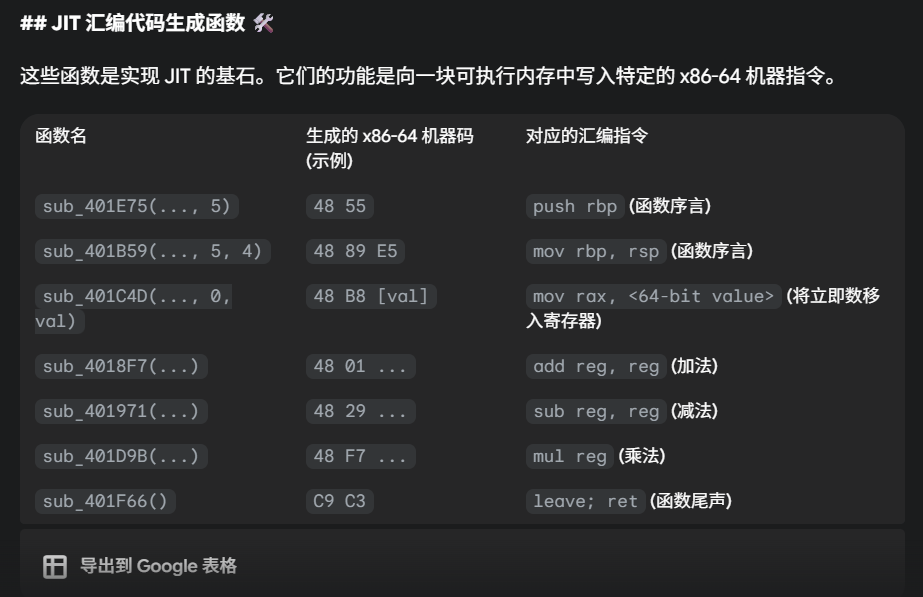 ## JIT 汇编代码生成函数 🛠️
这些函数是实现 JIT 的基石。它们的功能是向一块可执行内存中写入特定的 x86-64 机器指令。
函数名 生成的 x86-64 机器码 对应的汇编指令
(示例)
sub_401E75(..., 5) 48 55 push rbp (函数序言)
sub_401B59(..., 5, 4) 48 89 E5 mov rbp, rsp (函数序言)
sub_401C4D(..., 0, 48 B8 [val] mov rax, <64-bit value> (将立即数移
val) 入寄存器)
sub_4018F7(...) 48 01 ... add reg, reg (加法)
sub_401971(...) 48 29 ... sub reg, reg (减法)
sub_401D9B(...) 48 F7 ... mul reg (乘法)
sub_401F66() C9 C3 leave; ret (函数尾声)
导出到 Google 表格